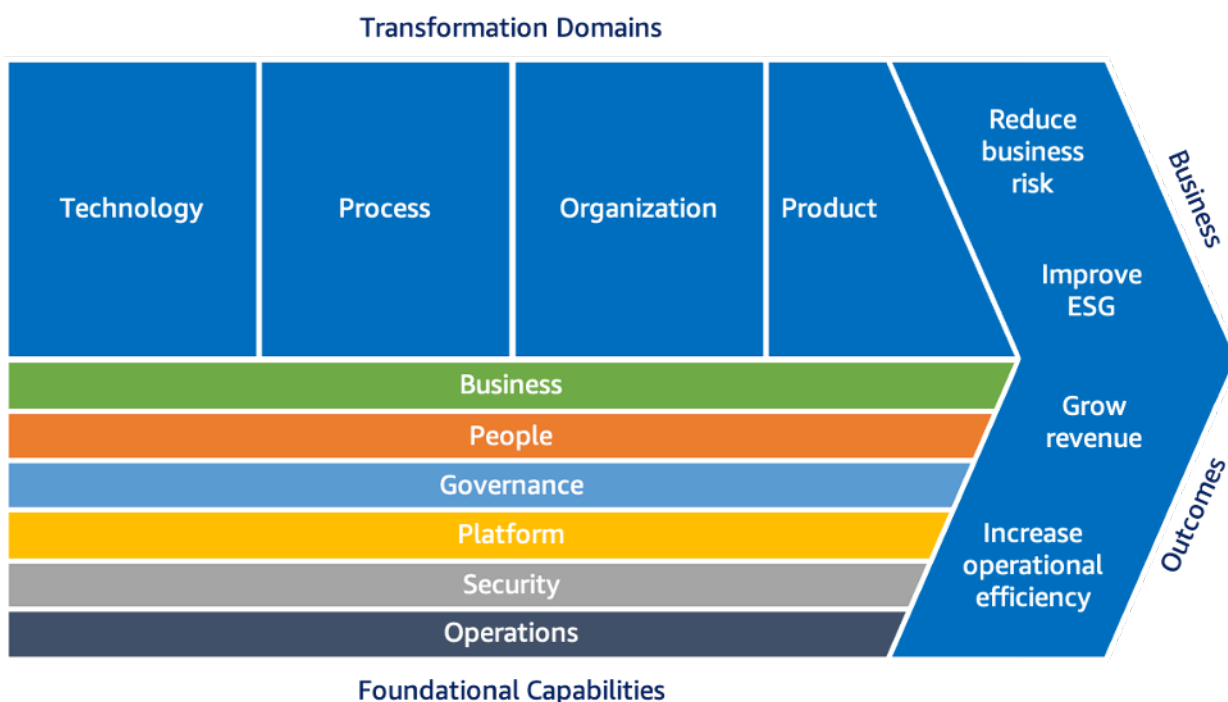 Transformation Domains
Technology
Process
Organization
Product
Reduce
business
risk
Improve
ESG
Grow
revenue
Increase
operational
efficiency
Business
Outcomes
Business
People
Governance
Platform
Security
Operations
Foundational Capabilities